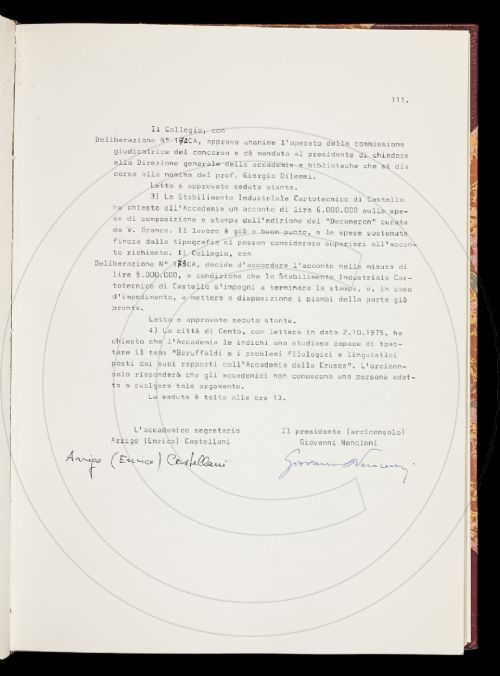 111.
Il Collegio, con
Deliberazione N° CA, approva unanime l'operato della commissione
giudicatrice del concorso e dà mandato al presidente di chiedere
alla Direzione generale delle accademie e biblioteche che si dia
corso alla nomina del prof. Giorgio Dilemmi.
Letto e approvato seduta stante.
3) Lo Stabilimento Industriale Cartotecnico di Castello
ha chiesto all'Accademia un acconto di lire 6.000.000 sulle spe-
se di composizione e stampa dell'edizione del "Decameron" curata
da V. Branca. Il lavoro è già a buon punto, e le spese sostenute
finora dalla tipografia si posson considerare superiori all'accon-
to richiesto. Il Collegio, con
Deliberazione N° CA, decide d'accordare l'acconto nella misura di
lire 5.000.000, a condizione che lo Stabilimento Industriale Car-
totecnico di Castello s'impegni a terminare la stampa, o, in caso
d'impedimento, a mettere a disposizione i piombi della parte già
pronta.
Letto e approvato seduta stante.
4) La città di Cento, con lettera in data 2.10.1975, ha
chiesto che l'Accademia le indichi uno studioso capace di trat-
tare il tema "Baruffaldi e i problemi filologici e linguistici
posti dai suoi rapporti coll'Accademia della Crusca". L'arcicon-
solo risponderà che gli accademici non conoscono una persona adat-
ta a svolgere tale argomento.
La seduta è tolta alle ore 13.
L'accademico segretario
Arrigo (Enrico) Castellani
Il presidente (arciconsolo)
Giovanni Nencioni
Arrigo (Enrico) Castellani
Giovanni Nencioni